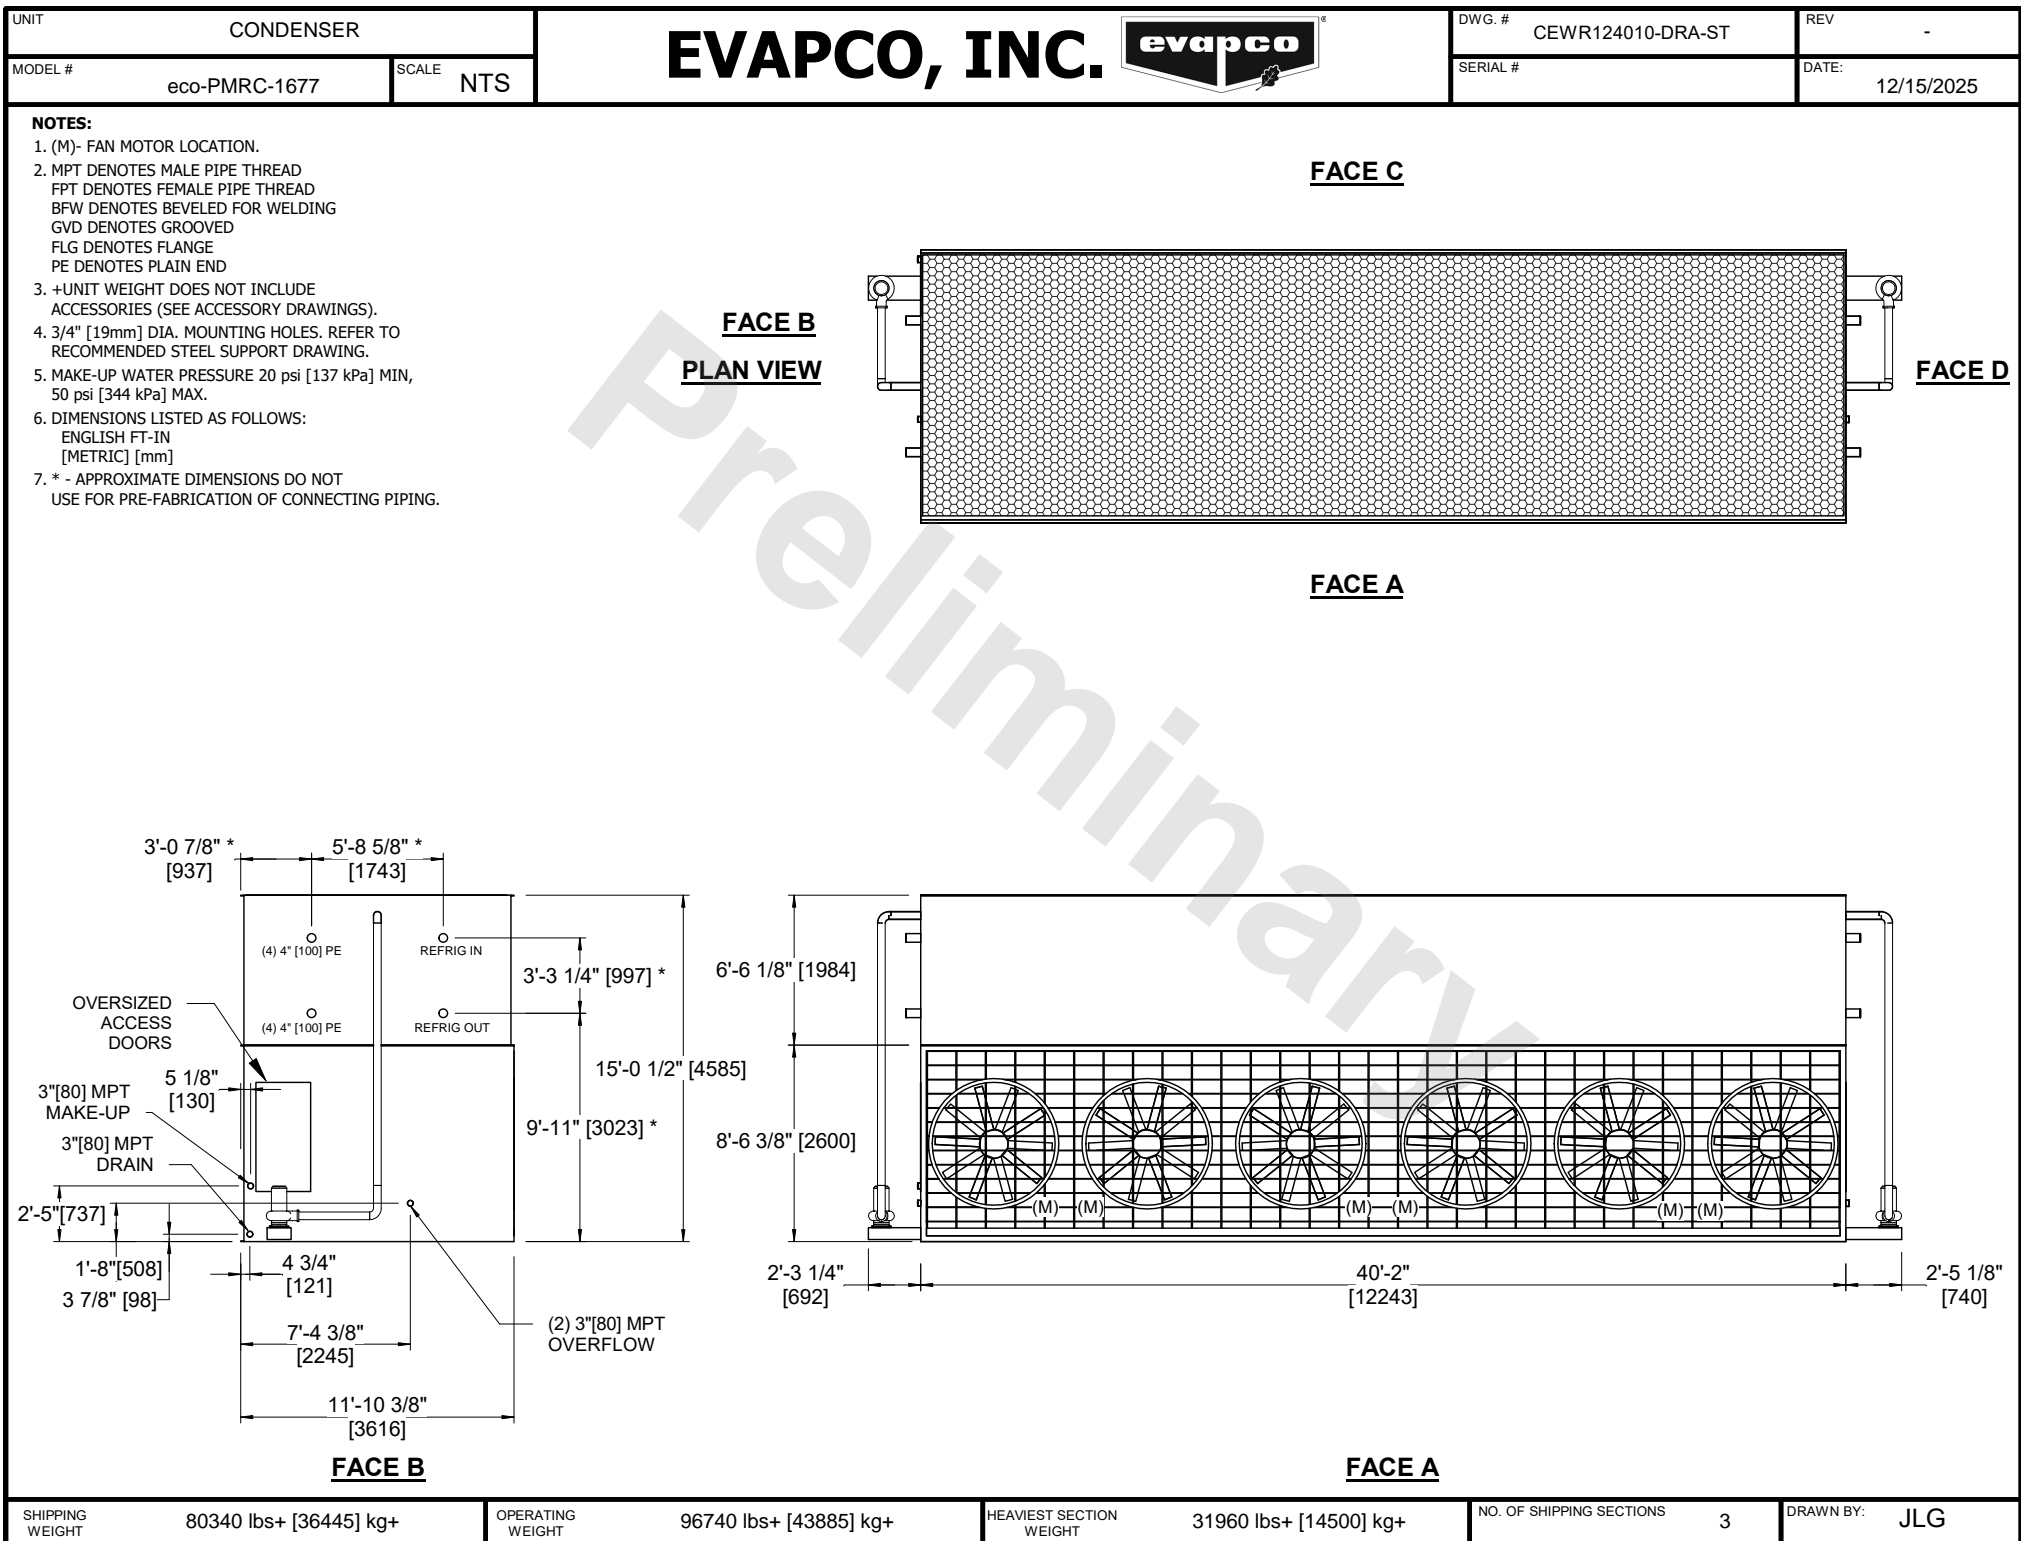 UNIT
CONDENSER
MODEL #
eco-PMRC-1677
SCALE
NTS
EVAPCO, INC.
evapco
®
DWG. #
CEWR124010-DRA-ST
REV
-
SERIAL #
DATE:
12/15/2025
NOTES:
1. (M)- FAN MOTOR LOCATION.
2. MPT DENOTES MALE PIPE THREAD
FPT DENOTES FEMALE PIPE THREAD
BFW DENOTES BEVELED FOR WELDING
GVD DENOTES GROOVED
FLG DENOTES FLANGE
PE DENOTES PLAIN END
3. +UNIT WEIGHT DOES NOT INCLUDE
ACCESSORIES (SEE ACCESSORY DRAWINGS).
4. 3/4" [19mm] DIA. MOUNTING HOLES. REFER TO
RECOMMENDED STEEL SUPPORT DRAWING.
5. MAKE-UP WATER PRESSURE 20 psi [137 kPa] MIN,
50 psi [344 kPa] MAX.
6. DIMENSIONS LISTED AS FOLLOWS:
ENGLISH FT-IN
[METRIC] [mm]
7. * - APPROXIMATE DIMENSIONS DO NOT
USE FOR PRE-FABRICATION OF CONNECTING PIPING.
FACE C
FACE B
PLAN VIEW
FACE D
FACE A
Preliminary
3'-0 7/8" *
[937]
5'-8 5/8" *
[1743]
(4) 4" [100] PE
REFRIG IN
3'-3 1/4" [997] *
OVERSIZED
ACCESS
DOORS
(4) 4" [100] PE
REFRIG OUT
15'-0 1/2" [4585]
5 1/8"
[130]
3"[80] MPT
MAKE-UP
3"[80] MPT
DRAIN
9'-11" [3023] *
2'-5"[737]
1'-8"[508]
3 7/8" [98]
4 3/4"
[121]
7'-4 3/8"
[2245]
(2) 3"[80] MPT
OVERFLOW
11'-10 3/8"
[3616]
FACE B
6'-6 1/8" [1984]
8'-6 3/8" [2600]
(M) (M) (M) (M) (M) (M)
2'-3 1/4"
[692]
40'-2"
[12243]
2'-5 1/8"
[740]
FACE A
SHIPPING
WEIGHT
80340 lbs+ [36445] kg+
OPERATING
WEIGHT
96740 lbs+ [43885] kg+
HEAVIEST SECTION
WEIGHT
31960 lbs+ [14500] kg+
NO. OF SHIPPING SECTIONS
3
DRAWN BY:
JLG